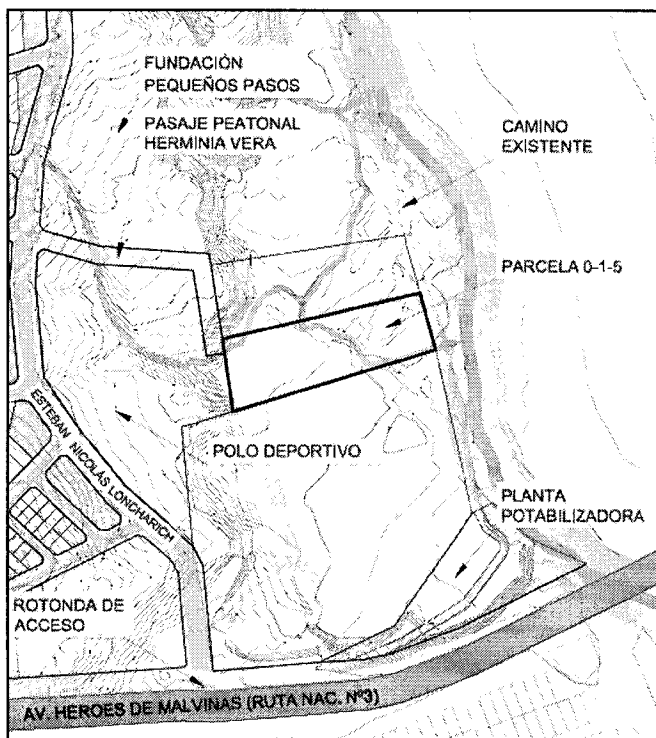 FUNDACIÓN
PEQUEÑOS PASOS
PASAJE PEATONAL
HERMINIA VERA
CAMINO
EXISTENTE
PARCELA 0-1-5
ESTEBAN NICOLÁS LONCHARICH
POLO DEPORTIVO
PLANTA
POTABILIZADORA
ROTONDA DE
ACCESO
AV. HEROES DE MALVINAS (RUTA NAC. Nº3)